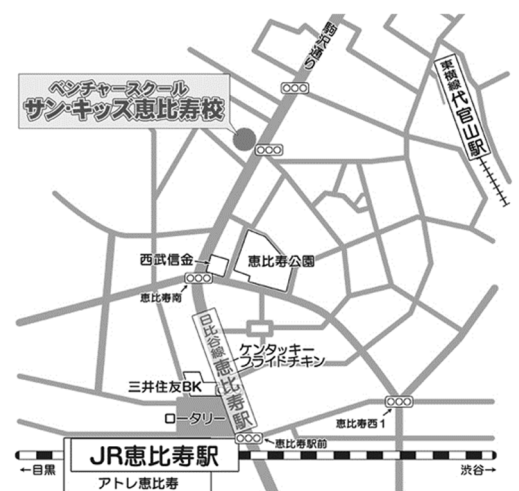 駒沢通り
ベンチャースクール
サン・キッズ恵比寿校
東横線
代官山駅
西武信金
恵比寿公園
恵比寿南
日比谷線
恵比寿駅
ケンタッキー
フライドチキン
三井住友BK
ロータリー
恵比寿西1
恵比寿駅前
JR恵比寿駅
←目黒
渋谷→
アトレ恵比寿